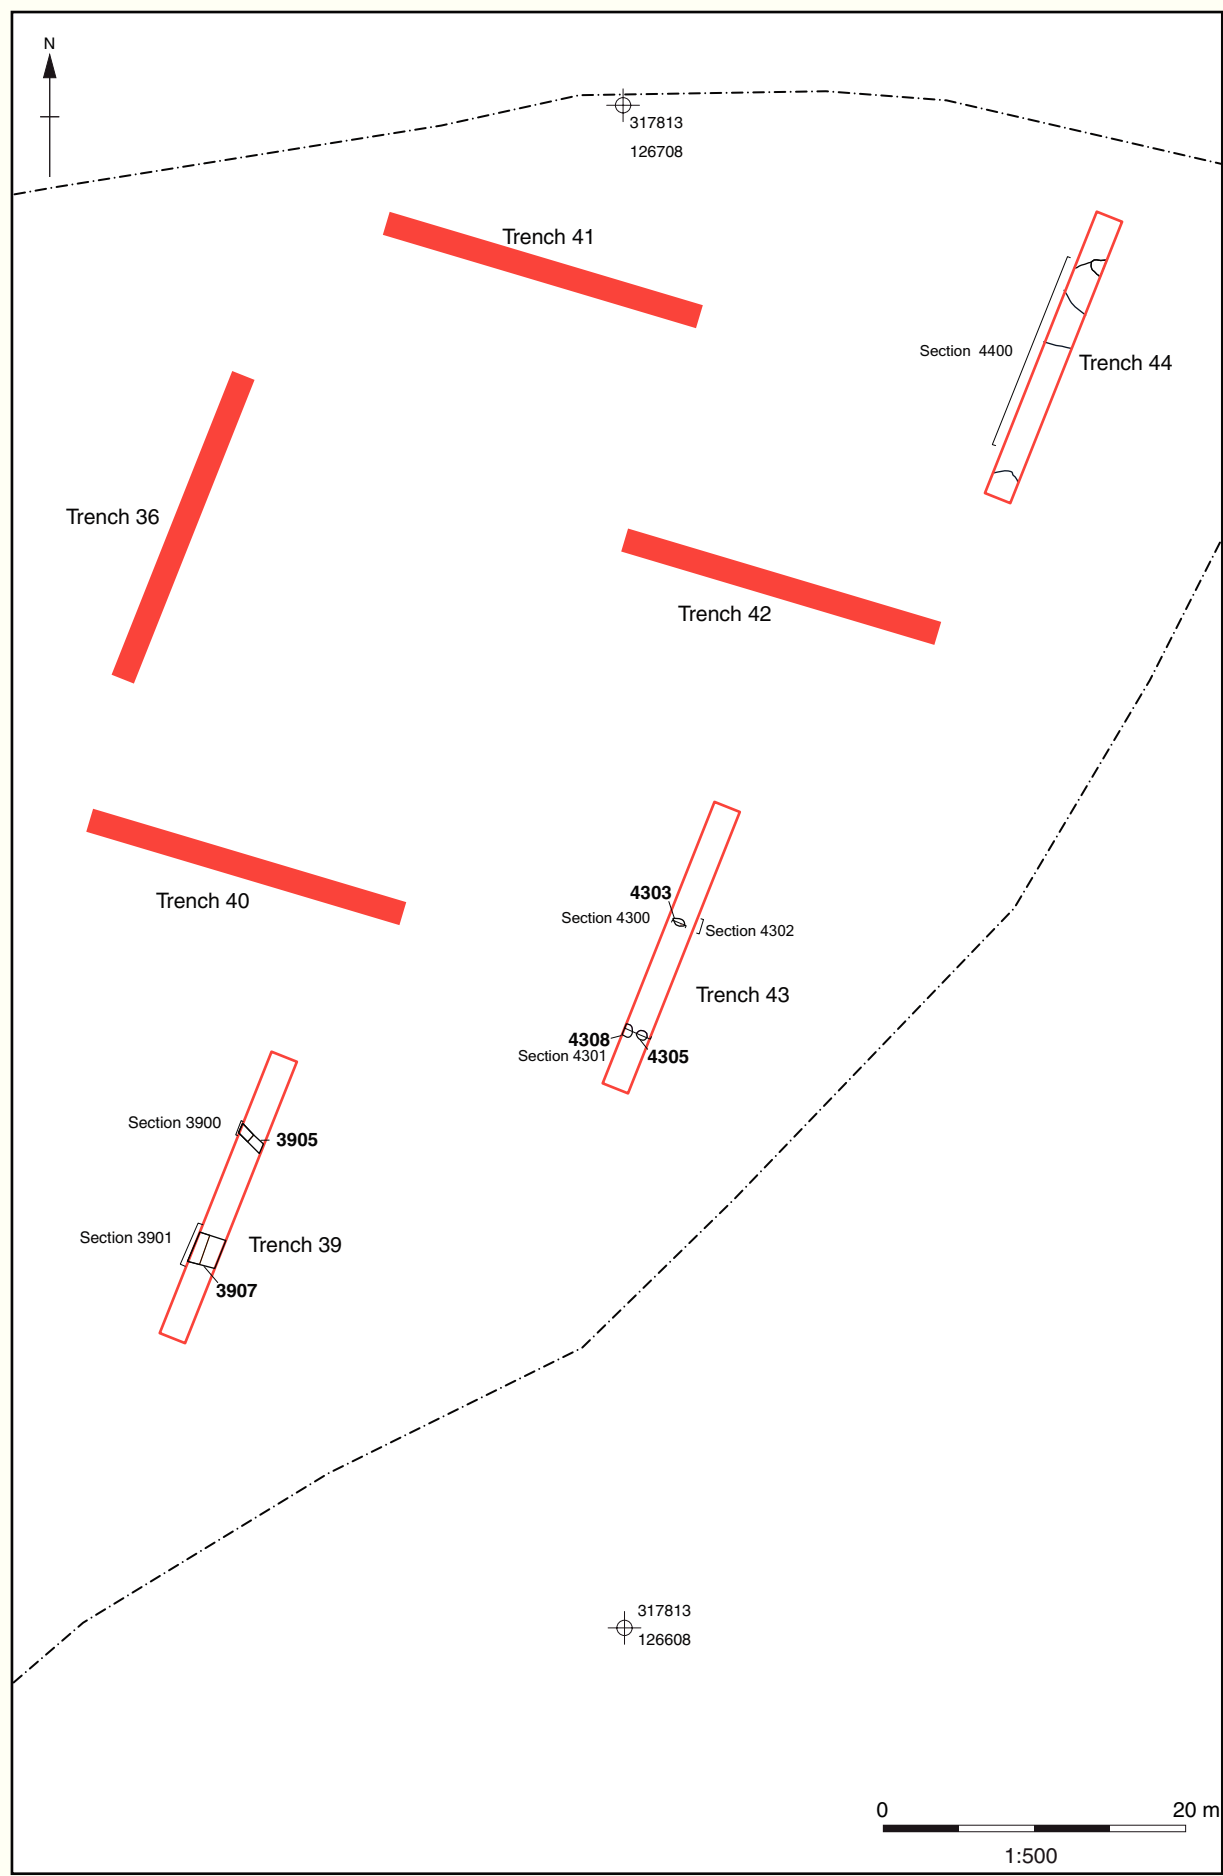 N
317813
126708
Trench 41
Section 4400
Trench 44
Trench 36
Trench 42
4303
Section 4300
Section 4302
Trench 40
Trench 43
4308
Section 4301
4305
Section 3900
3905
Section 3901
Trench 39
3907
317813
126608
0 20 m
1:500